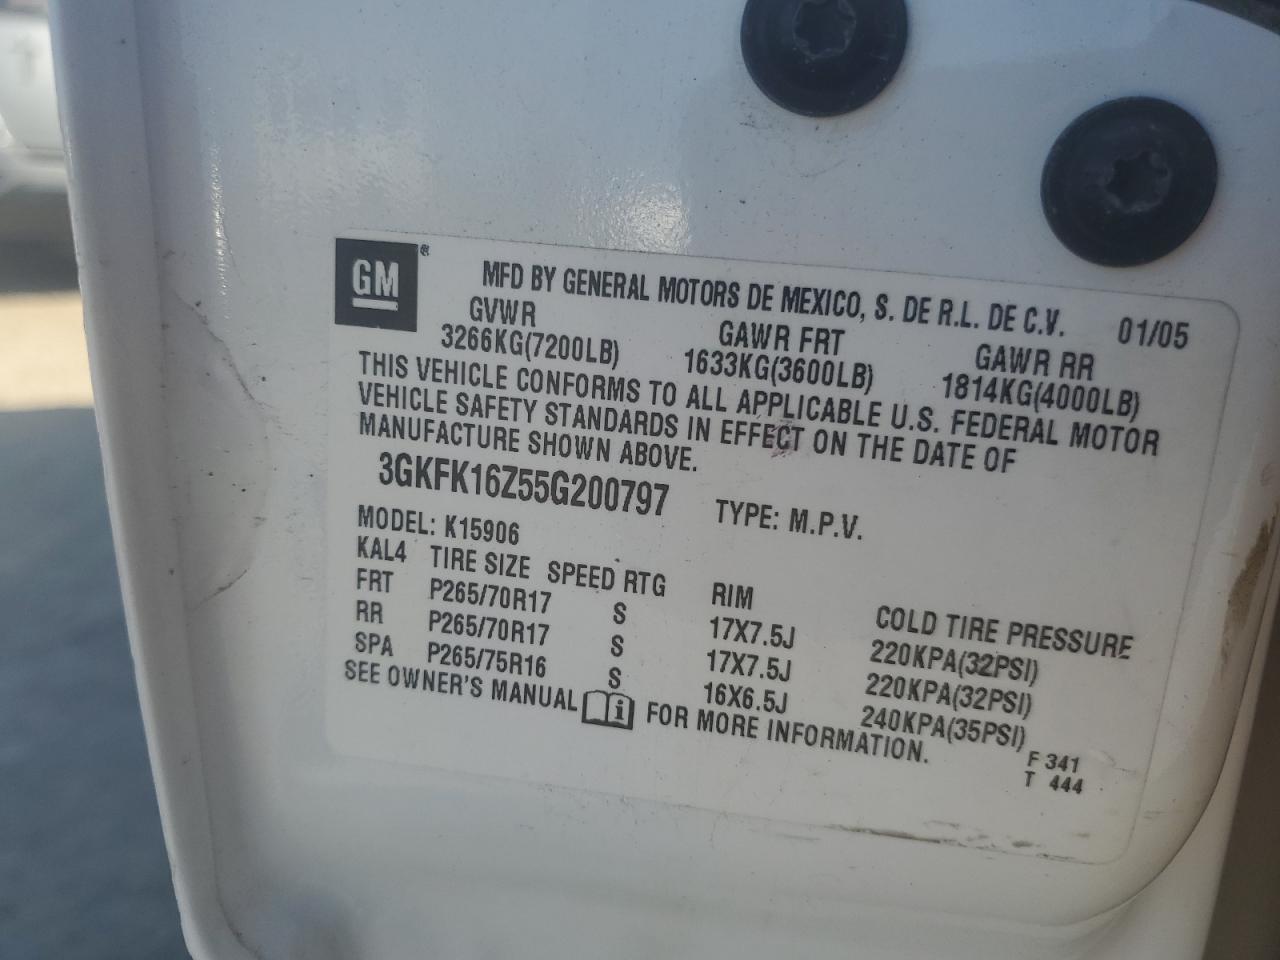 GM®
MFD BY GENERAL MOTORS DE MEXICO, S. DE R.L. DE C.V. 01/05
GVWR GAWR FRT GAWR RR
3266KG(7200LB) 1633KG(3600LB) 1814KG(4000LB)
THIS VEHICLE CONFORMS TO ALL APPLICABLE U.S. FEDERAL MOTOR
VEHICLE SAFETY STANDARDS IN EFFECT ON THE DATE OF
MANUFACTURE SHOWN ABOVE.
3GKFK16Z55G200797 TYPE: M.P.V.
MODEL: K15906
KAL4 TIRE SIZE SPEED RTG RIM COLD TIRE PRESSURE
FRT P265/70R17 S 17X7.5J 220KPA(32PSI)
RR P265/70R17 S 17X7.5J 220KPA(32PSI)
SPA P265/75R16 S 16X6.5J 240KPA(35PSI)
SEE OWNER'S MANUAL i FOR MORE INFORMATION.
F 341
T 444